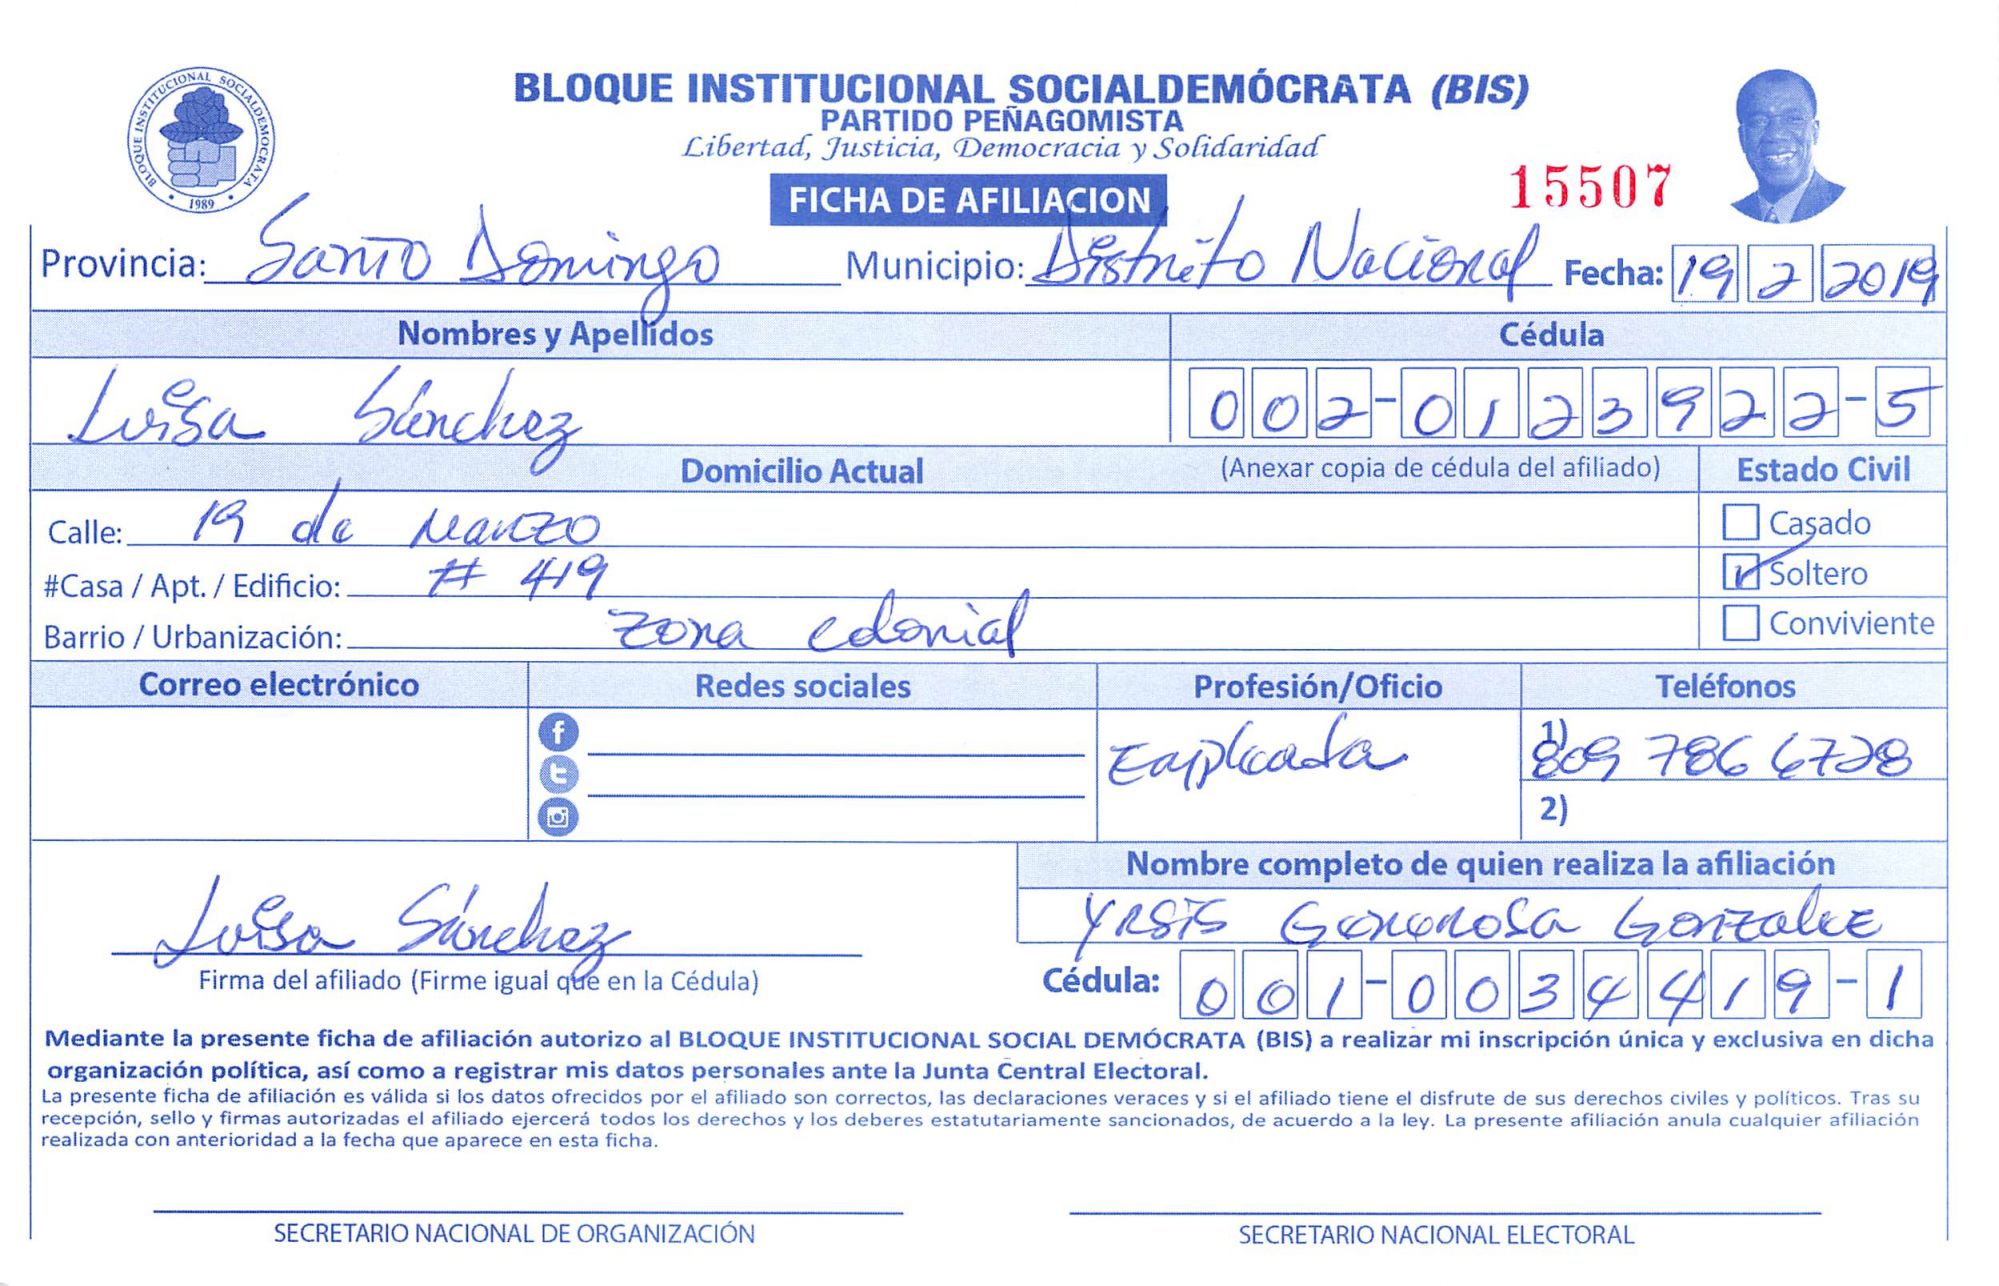 BLOQUE INSTITUCIONAL SOCIALDEMOCRATA
1989
BLOQUE INSTITUCIONAL SOCIALDEMÓCRATA (BIS)
PARTIDO PEÑAGOMISTA
Libertad, Justicia, Democracia y Solidaridad
FICHA DE AFILIACION
15507
Provincia: Santo Domingo Municipio: Distrito Nacional Fecha: 19 2 2019
Nombres y Apellidos Cédula
Luisa Sánchez 002-0123922-5
Domicilio Actual (Anexar copia de cédula del afiliado) Estado Civil
Calle: 19 de Marzo Casado
#Casa / Apt. / Edificio: # 419 Soltero
Barrio / Urbanización: Zona Colonial Conviviente
Correo electrónico Redes sociales Profesión/Oficio Teléfonos
Empleada 1) 809 786 6728
2)
Nombre completo de quien realiza la afiliación
Luisa Sánchez Yrsis Generosa Gonzalez
Firma del afiliado (Firme igual que en la Cédula) Cédula: 001-0034419-1
Mediante la presente ficha de afiliación autorizo al BLOQUE INSTITUCIONAL SOCIAL DEMÓCRATA (BIS) a realizar mi inscripción única y exclusiva en dicha
organización política, así como a registrar mis datos personales ante la Junta Central Electoral.
La presente ficha de afiliación es válida si los datos ofrecidos por el afiliado son correctos, las declaraciones veraces y si el afiliado tiene el disfrute de sus derechos civiles y políticos. Tras su
recepción, sello y firmas autorizadas el afiliado ejercerá todos los derechos y los deberes estatutariamente sancionados, de acuerdo a la ley. La presente afiliación anula cualquier afiliación
realizada con anterioridad a la fecha que aparece en esta ficha.
SECRETARIO NACIONAL DE ORGANIZACIÓN SECRETARIO NACIONAL ELECTORAL